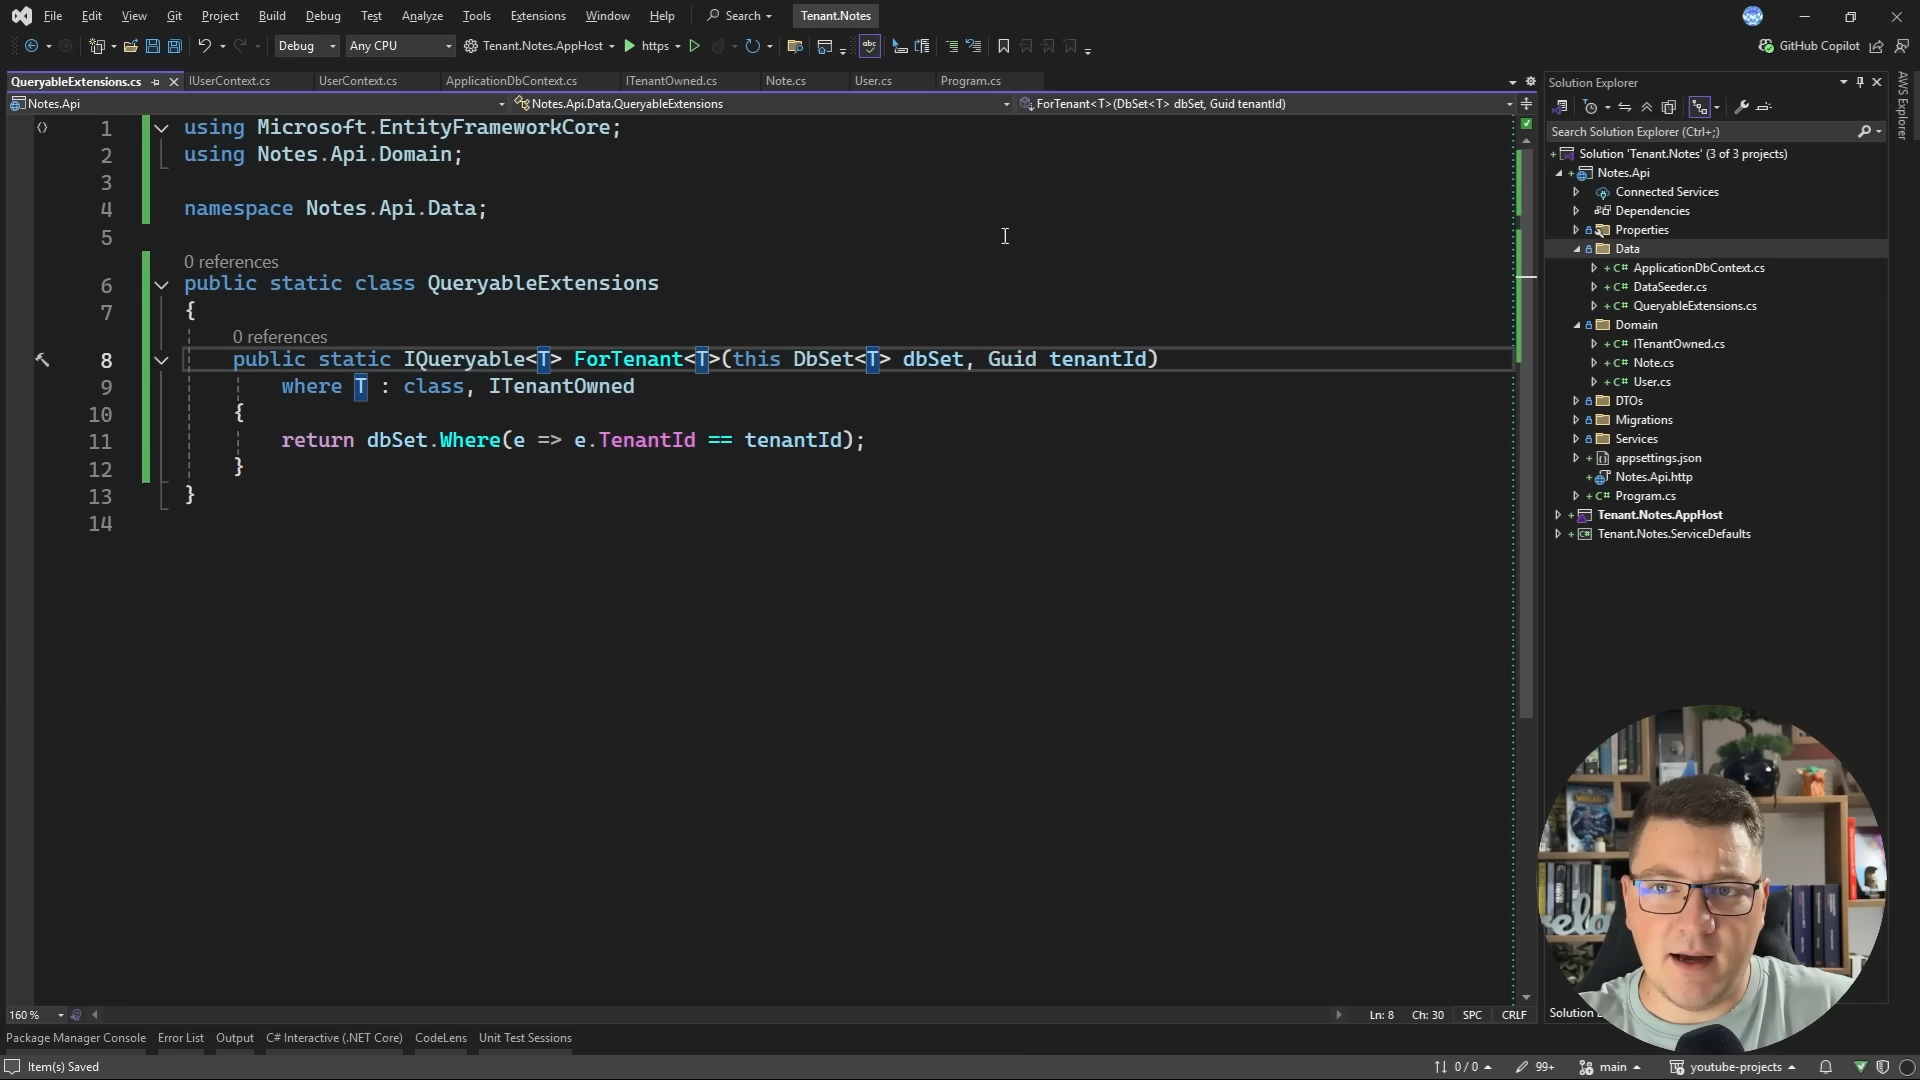 File Edit View Git Project Build Debug Test Analyze Tools Extensions Window Help Search Tenant.Notes
Debug Any CPU Tenant.Notes.AppHost https abc GitHub Copilot
QueryableExtensions.cs IUserContext.cs UserContext.cs ApplicationDbContext.cs ITenantOwned.cs Note.cs User.cs Program.cs
Notes.Api Notes.Api.Data.QueryableExtensions ForTenant<T>(DbSet<T> dbSet, Guid tenantId)
1 using Microsoft.EntityFrameworkCore;
2 using Notes.Api.Domain;
3
4 namespace Notes.Api.Data;
5
0 references
6 public static class QueryableExtensions
7 {
0 references
8 public static IQueryable<T> ForTenant<T>(this DbSet<T> dbSet, Guid tenantId)
9 where T : class, ITenantOwned
10 {
11 return dbSet.Where(e => e.TenantId == tenantId);
12 }
13 }
14
Solution Explorer
Search Solution Explorer (Ctrl+;)
Solution 'Tenant.Notes' (3 of 3 projects)
Notes.Api
Connected Services
Dependencies
Properties
Data
C# ApplicationDbContext.cs
C# DataSeeder.cs
C# QueryableExtensions.cs
Domain
C# ITenantOwned.cs
C# Note.cs
C# User.cs
DTOs
Migrations
Services
appsettings.json
Notes.Api.http
C# Program.cs
Tenant.Notes.AppHost
C# Tenant.Notes.ServiceDefaults
AWS Explorer
160 % Ln: 8 Ch: 30 SPC CRLF
Solution
Package Manager Console Error List Output C# Interactive (.NET Core) CodeLens Unit Test Sessions
Item(s) Saved 0 / 0 99+ main youtube-projects